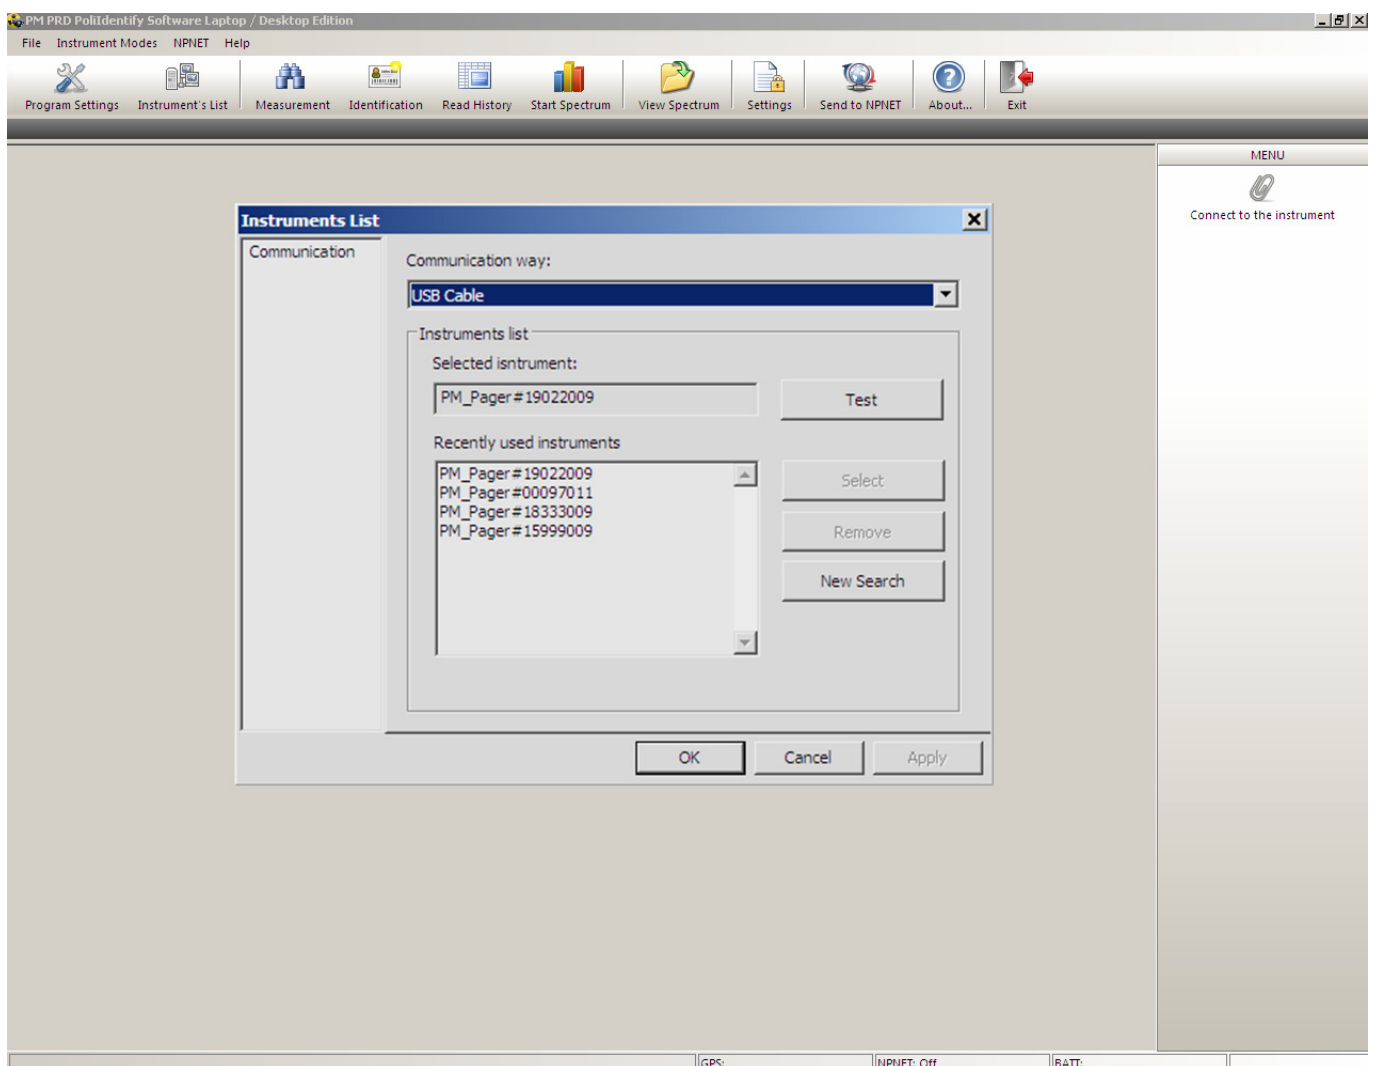 PM PRD PoliIdentify Software Laptop / Desktop Edition
File Instrument Modes NPNET Help
Program Settings Instrument's List Measurement Identification Read History Start Spectrum View Spectrum Settings Send to NPNET About... Exit
MENU
Connect to the instrument
Instruments List
Communication
Communication way:
USB Cable
Instruments list
Selected isntrument:
PM_Pager#19022009
Test
Recently used instruments
PM_Pager#19022009
PM_Pager#00097011
PM_Pager#18333009
PM_Pager#15999009
Select
Remove
New Search
OK Cancel Apply
GPS: NPNET: Off BATT: